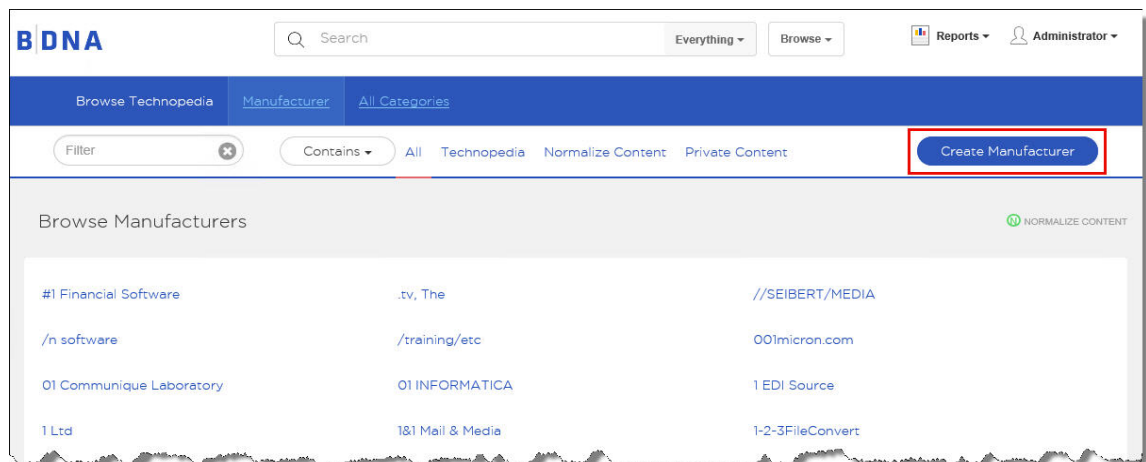 BDNA Search Everything Browse Reports Administrator
Browse Technopedia Manufacturer All Categories
Filter Contains All Technopedia Normalize Content Private Content Create Manufacturer
Browse Manufacturers N NORMALIZE CONTENT
#1 Financial Software .tv, The //SEIBERT/MEDIA
/n software /training/etc 001micron.com
01 Communique Laboratory 01 INFORMATICA 1 EDI Source
1 Ltd 1&1 Mail & Media 1-2-3FileConvert